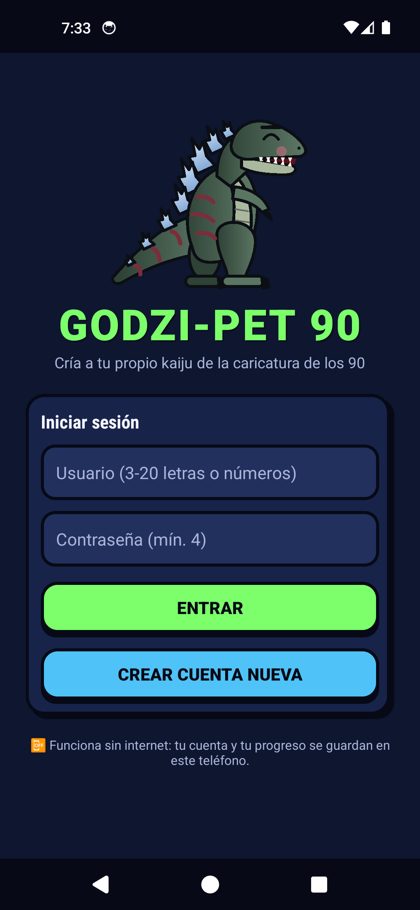 7:33
GODZI-PET 90
Cría a tu propio kaiju de la caricatura de los 90
Iniciar sesión
Usuario (3-20 letras o números)
Contraseña (mín. 4)
ENTRAR
CREAR CUENTA NUEVA
Funciona sin internet: tu cuenta y tu progreso se guardan en
este teléfono.